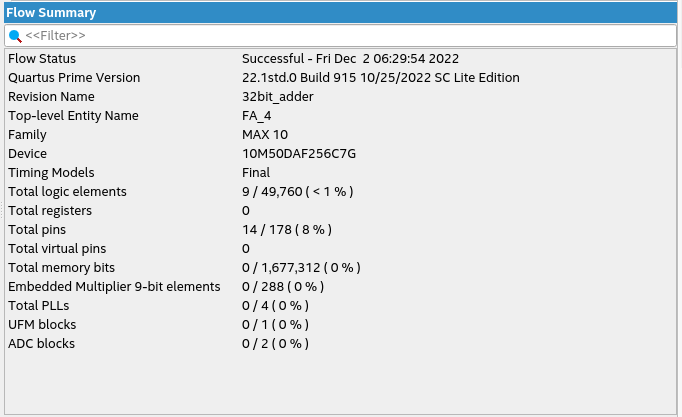 Flow Summary
<<Filter>>
Flow Status Successful - Fri Dec  2 06:29:54 2022
Quartus Prime Version 22.1std.0 Build 915 10/25/2022 SC Lite Edition
Revision Name 32bit_adder
Top-level Entity Name FA_4
Family MAX 10
Device 10M50DAF256C7G
Timing Models Final
Total logic elements 9 / 49,760 ( < 1 % )
Total registers 0
Total pins 14 / 178 ( 8 % )
Total virtual pins 0
Total memory bits 0 / 1,677,312 ( 0 % )
Embedded Multiplier 9-bit elements 0 / 288 ( 0 % )
Total PLLs 0 / 4 ( 0 % )
UFM blocks 0 / 1 ( 0 % )
ADC blocks 0 / 2 ( 0 % )